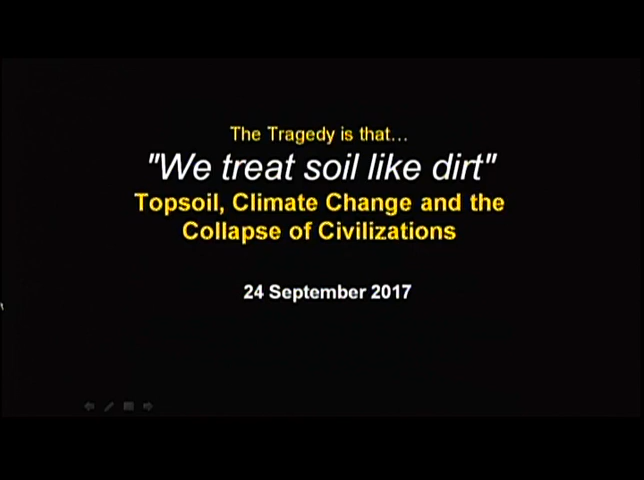 The Tragedy is that...
"We treat soil like dirt"
Topsoil, Climate Change and the
Collapse of Civilizations
24 September 2017